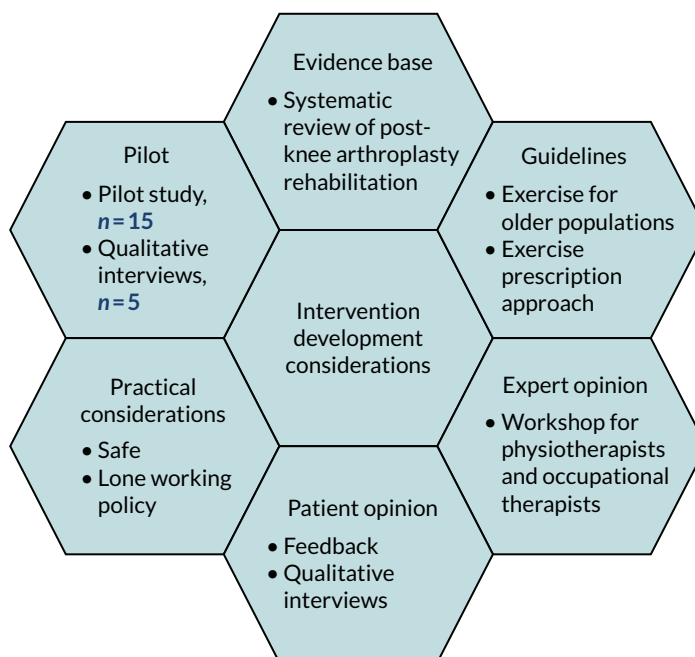 Evidence base
• Systematic
review of post-
knee arthroplasty
rehabilitation
Pilot
• Pilot study,
n = 15
• Qualitative
interviews,
n = 5
Guidelines
• Exercise for
older populations
• Exercise
prescription
approach
Intervention
development
considerations
Practical
considerations
• Safe
• Lone working
policy
Expert opinion
• Workshop for
physiotherapists
and occupational
therapists
Patient opinion
• Feedback
• Qualitative
interviews